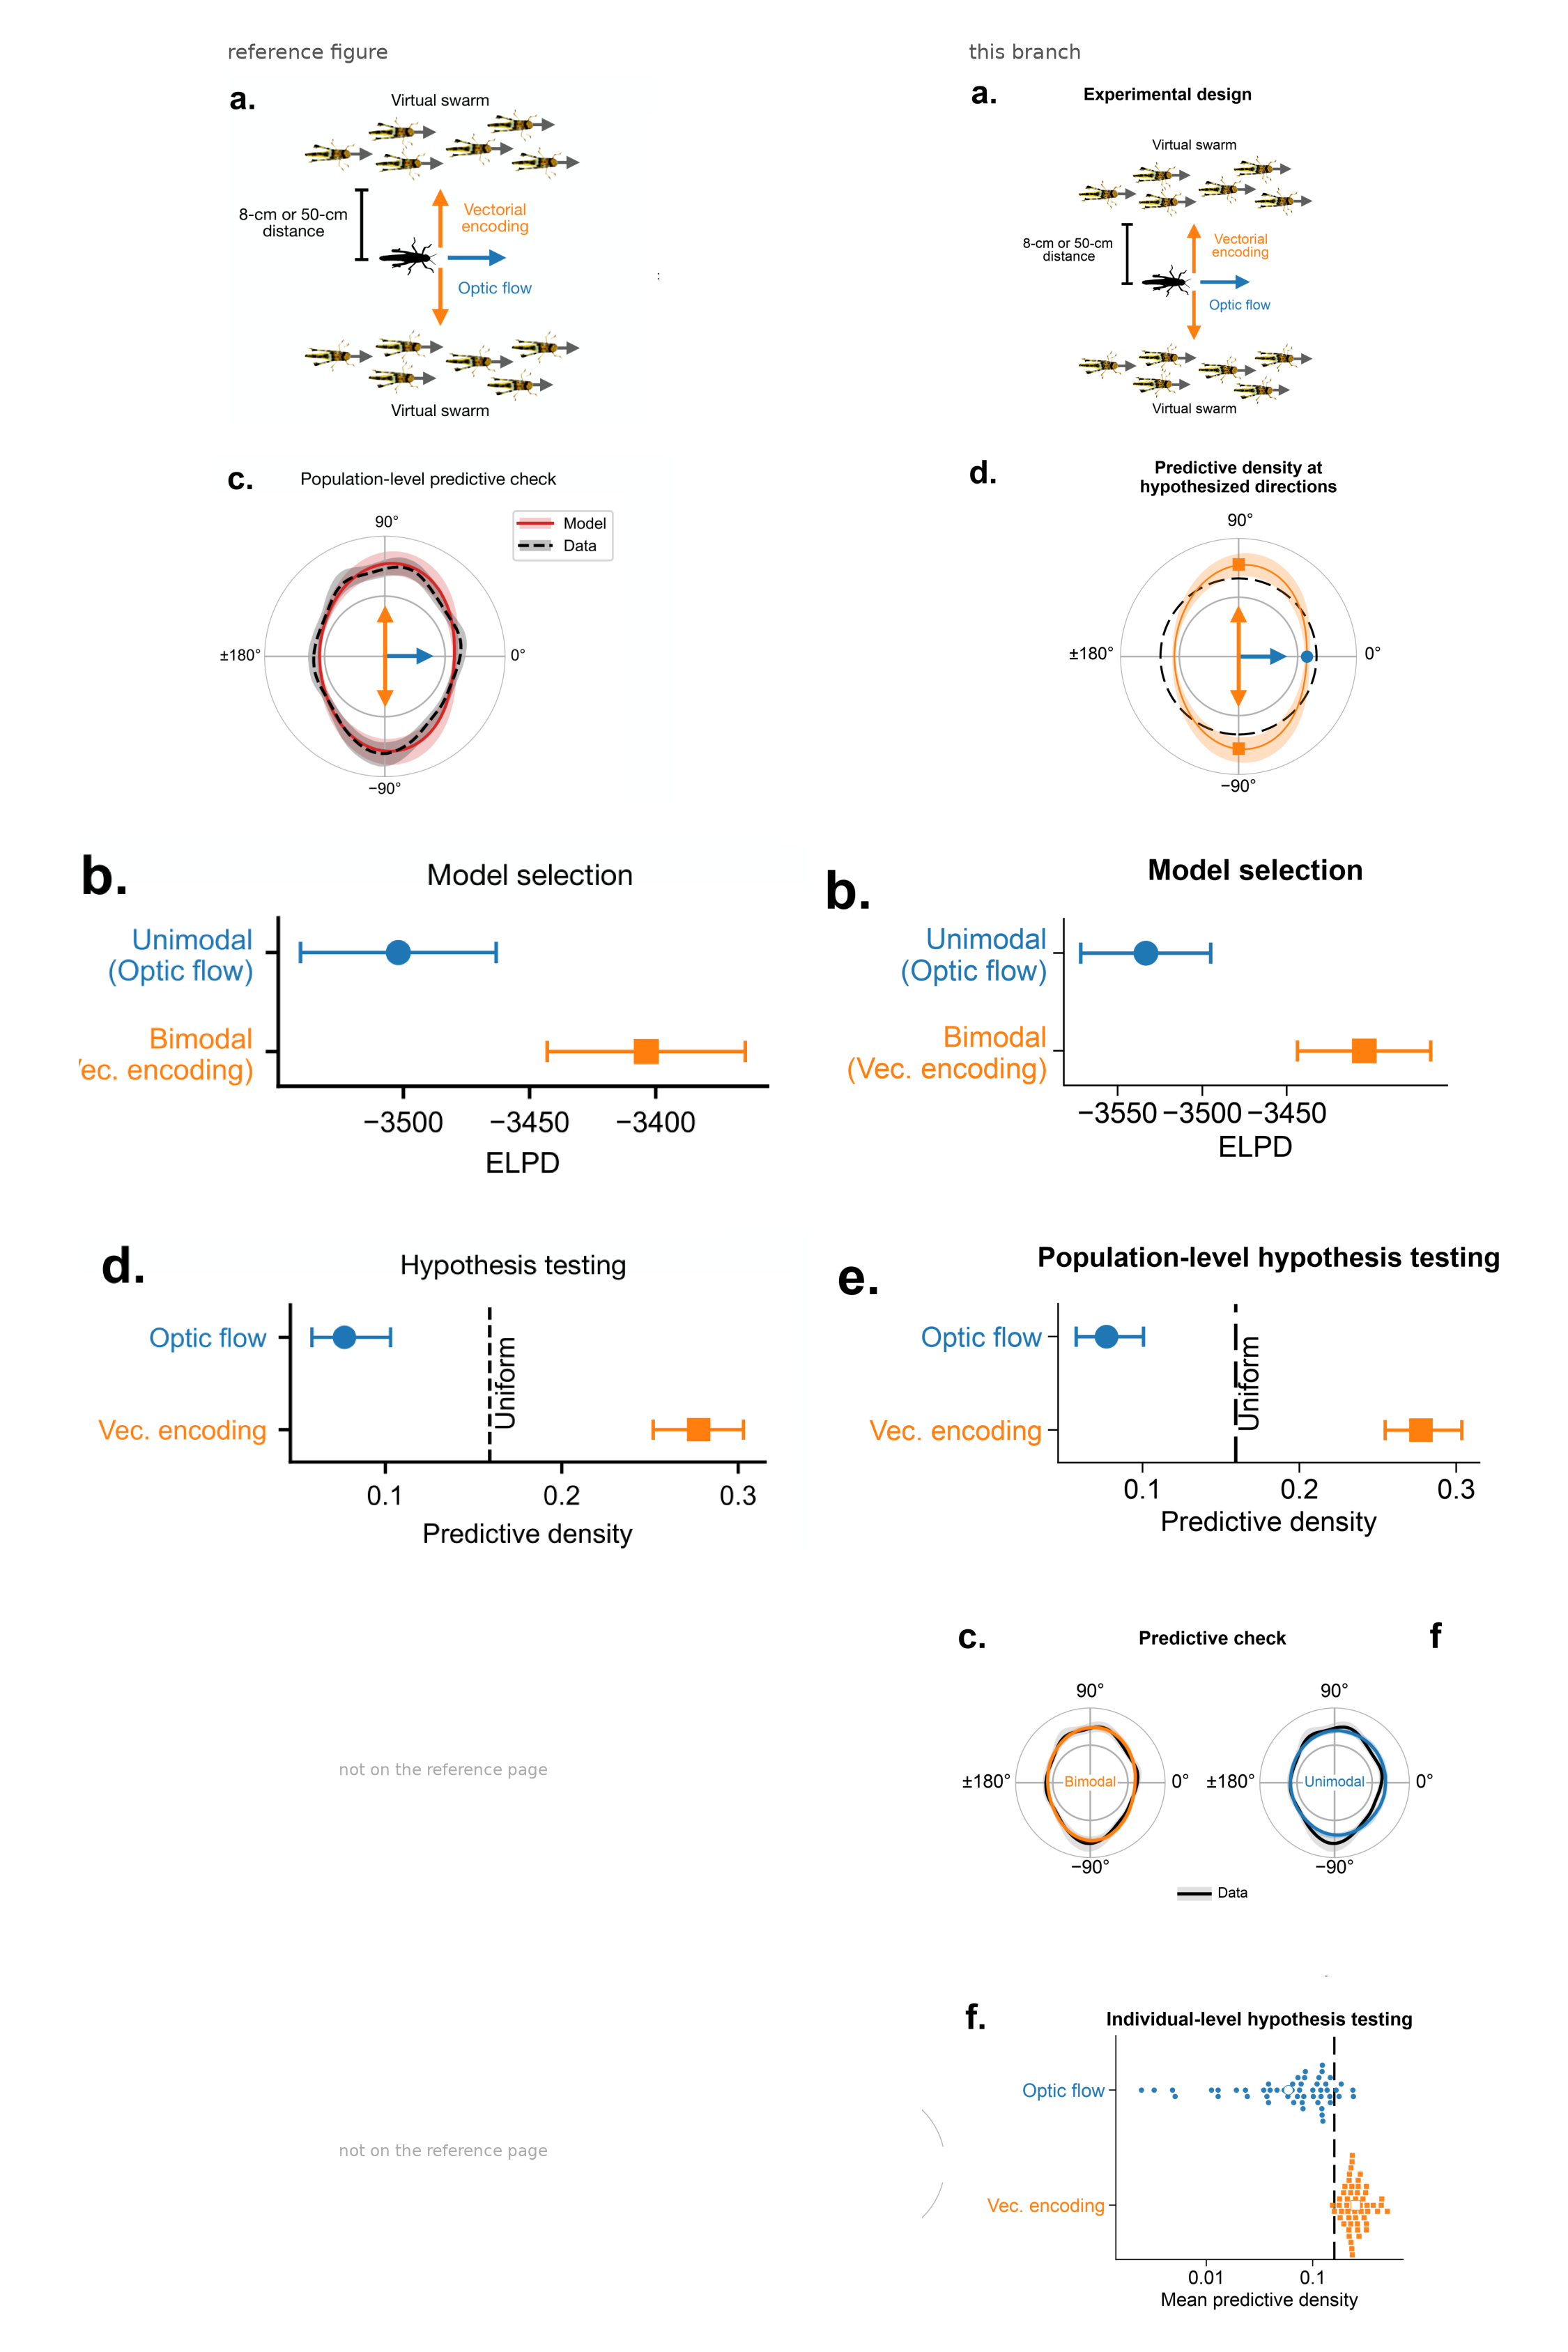 reference figure
this branch
a.
Virtual swarm
8-cm or 50-cm
distance
Vectorial
encoding
Optic flow
Virtual swarm
a.
Experimental design
Virtual swarm
8-cm or 50-cm
distance
Vectorial
encoding
Optic flow
Virtual swarm
:
c.
Population-level predictive check
Model
Data
90°
±180°
0°
−90°
d.
Predictive density at
hypothesized directions
90°
±180°
0°
−90°
b.
Model selection
Unimodal
(Optic flow)
Bimodal
ec. encoding)
−3500
−3450
−3400
ELPD
b.
Model selection
Unimodal
(Optic flow)
Bimodal
(Vec. encoding)
−3550
−3500
−3450
ELPD
d.
Hypothesis testing
Optic flow
Vec. encoding
Uniform
0.1
0.2
0.3
Predictive density
e.
Population-level hypothesis testing
Optic flow
Vec. encoding
Uniform
0.1
0.2
0.3
Predictive density
not on the reference page
c.
Predictive check
f
90°
±180°
Bimodal
0°
−90°
90°
±180°
Unimodal
0°
−90°
Data
not on the reference page
f.
Individual-level hypothesis testing
Optic flow
Vec. encoding
0.01
0.1
Mean predictive density